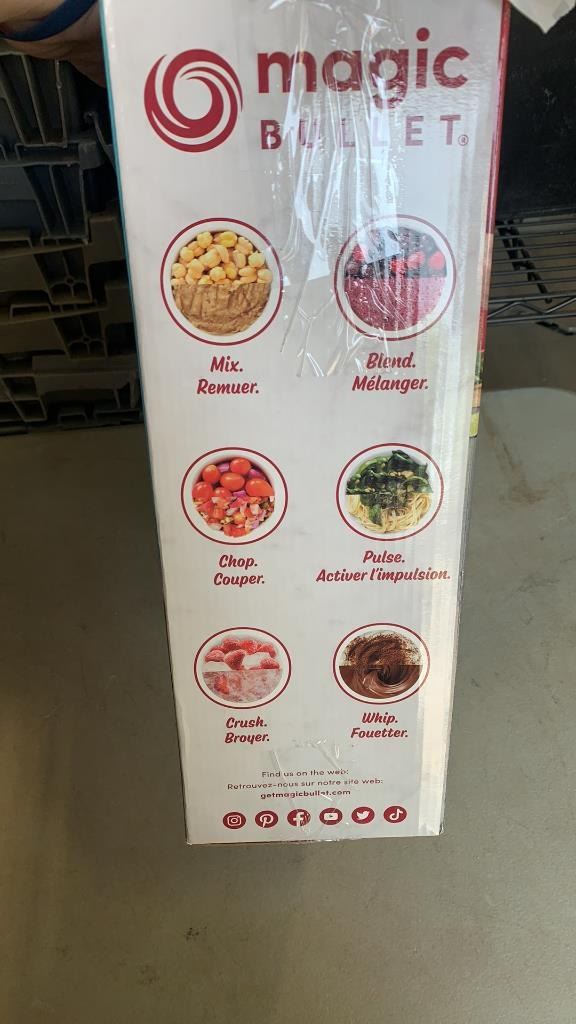 magic
BULLET®
Mix.
Remuer.
Blend.
Mélanger.
Chop.
Couper.
Pulse.
Activer l'impulsion.
Crush.
Broyer.
Whip.
Fouetter.
Find us on the web:
Retrouvez-nous sur notre site web:
getmagicbullet.com